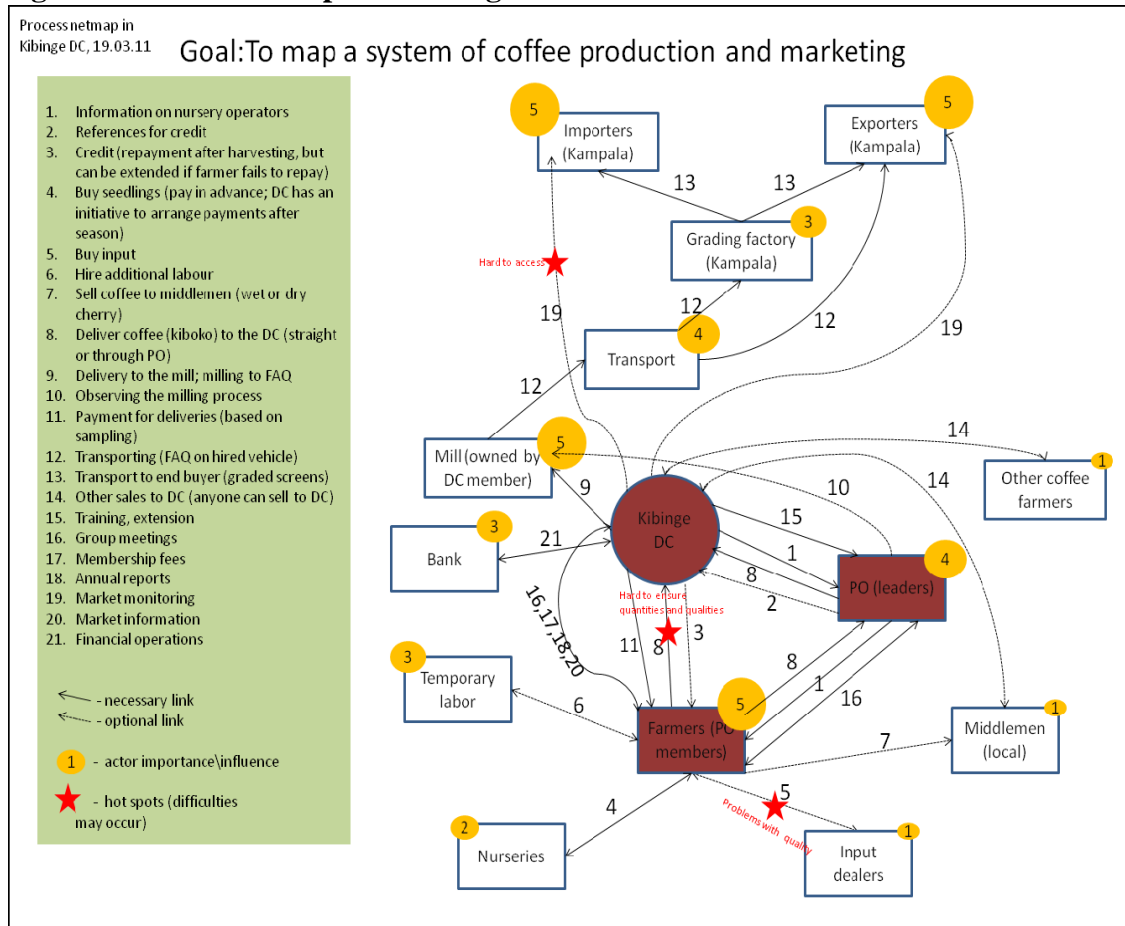 Process netmap in
Kibinge DC, 19.03.11
Goal:To map a system of coffee production and marketing
1. Information on nursery operators
2. References for credit
3. Credit (repayment after harvesting, but
can be extended if farmer fails to repay)
4. Buy seedlings (pay in advance; DC has an
initiative to arrange payments after
season)
5. Buy input
6. Hire additional labour
7. Sell coffee to middlemen (wet or dry
cherry)
8. Deliver coffee (kiboko) to the DC (straight
or through PO)
9. Delivery to the mill; milling to FAQ
10. Observing the milling process
11. Payment for deliveries (based on
sampling)
12. Transporting (FAQ on hired vehicle)
13. Transport to end buyer (graded screens)
14. Other sales to DC (anyone can sell to DC)
15. Training, extension
16. Group meetings
17. Membership fees
18. Annual reports
19. Market monitoring
20. Market information
21. Financial operations
- necessary link
- optional link
1 - actor importance\influence
- hot spots (difficulties
may occur)
5
Importers
(Kampala)
5
Exporters
(Kampala)
13
13
3
Grading factory
(Kampala)
Hard to access
19
12
12
19
4
Transport
12
5
Mill (owned by
DC member)
14
1
Other coffee
farmers
9
10
14
Kibinge
DC
15
3
Bank
21
1
4
PO (leaders)
8
2
Hard to ensure
quantities and qualities
16,17,18,20
11
8
3
8
1
16
3
Temporary
labor
6
5
Farmers (PO
members)
7
1
Middlemen
(local)
4
5
Problems with quality
2
Nurseries
1
Input
dealers